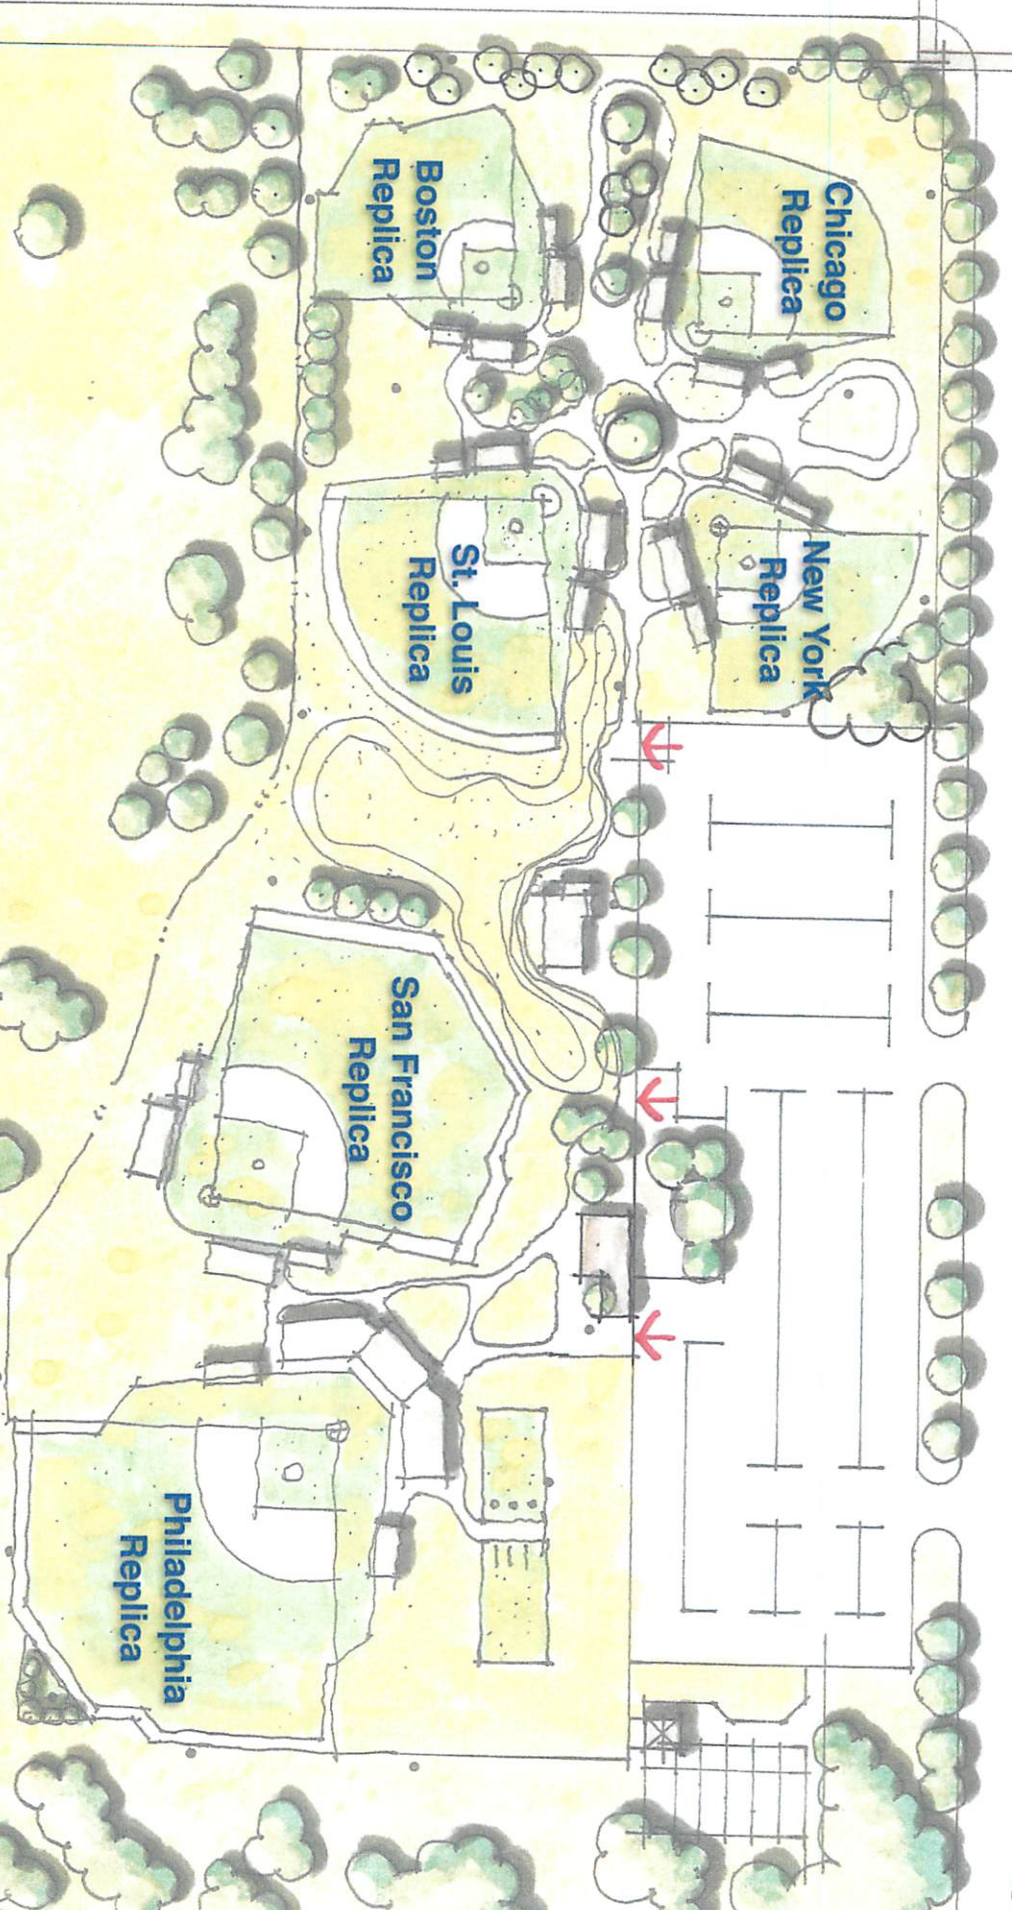 Chicago
Replica
Boston
Replica
New York
Replica
St. Louis
Replica
San Francisco
Replica
Philadelphia
Replica